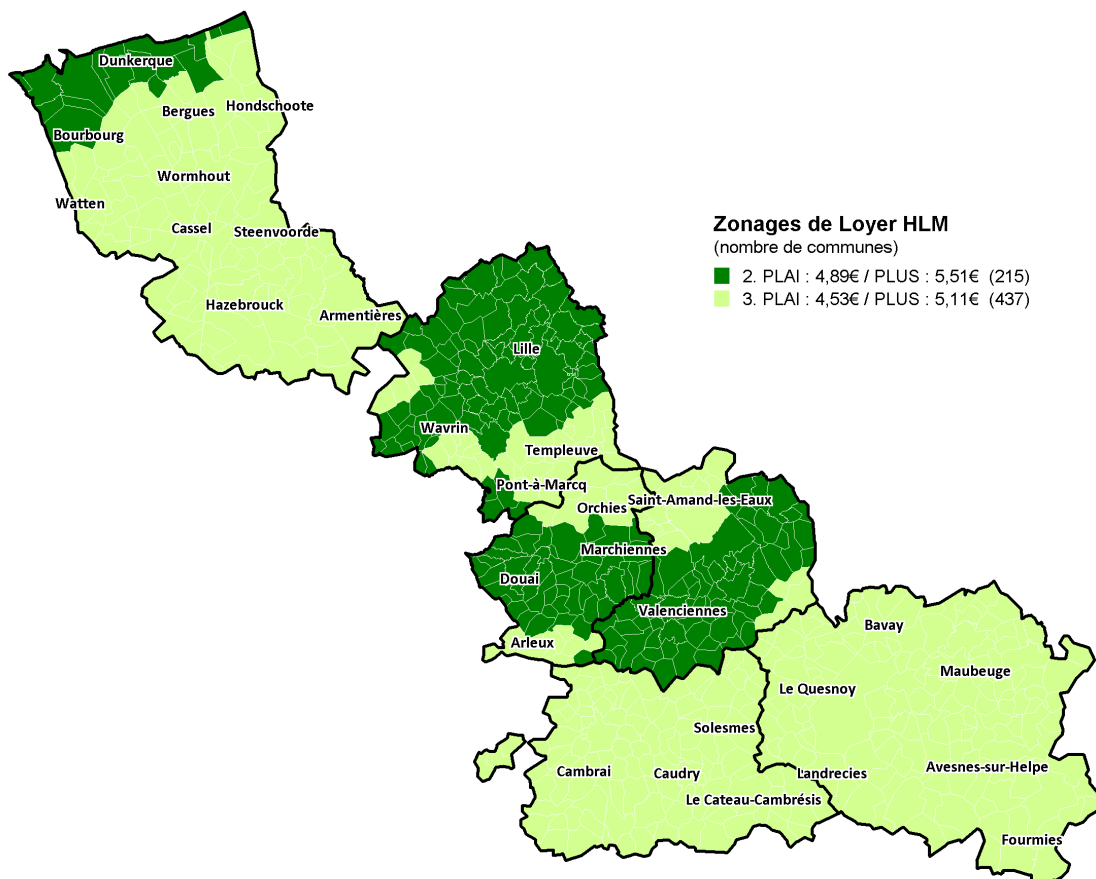 Dunkerque
Hondschoote
Bergues
Bourbourg
Wormhout
Watten
Cassel
Steenvoorde
Zonages de Loyer HLM
(nombre de communes)
2. PLAI : 4,89€ / PLUS : 5,51€ (215)
3. PLAI : 4,53€ / PLUS : 5,11€ (437)
Hazebrouck
Armentières
Lille
Wavrin
Templeuve
Pont-à-Marcq
Saint-Amand-les-Eaux
Orchies
Marchiennes
Douai
Valenciennes
Arleux
Bavay
Maubeuge
Le Quesnoy
Solesmes
Cambrai
Caudry
Landrecies
Avesnes-sur-Helpe
Le Cateau-Cambrésis
Fourmies